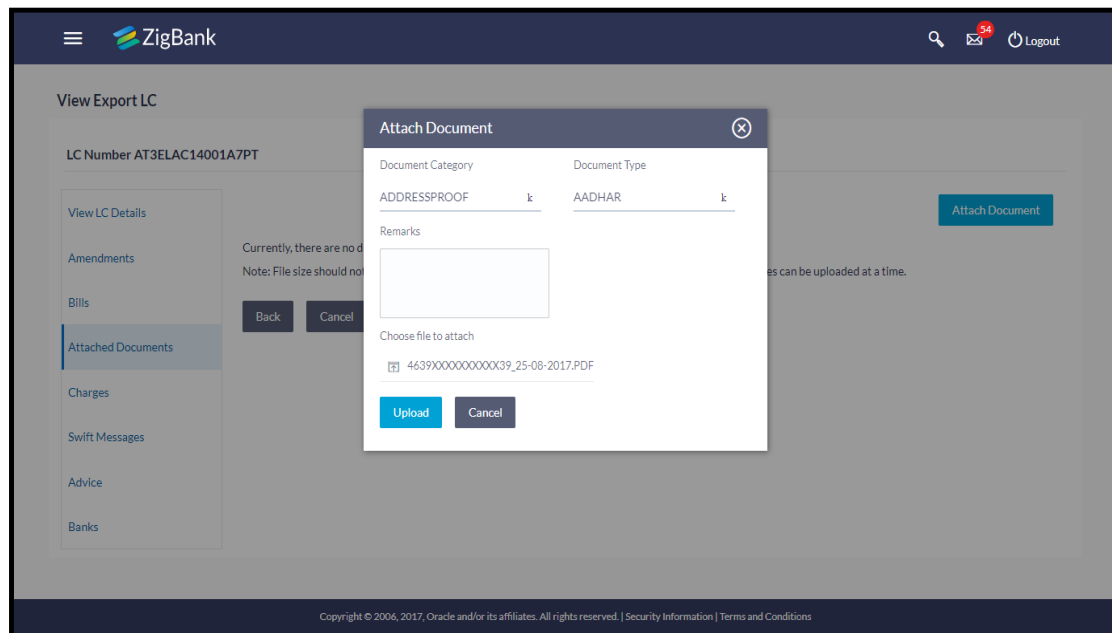 ZigBank
54
Logout
View Export LC
LC Number AT3ELAC14001A7PT
View LC Details
Amendments
Bills
Attached Documents
Charges
Swift Messages
Advice
Banks
Attach Document
Currently, there are no d
Note: File size should not
es can be uploaded at a time.
Back Cancel
Attach Document
Document Category Document Type
ADDRESSPROOF k AADHAR k
Remarks
Choose file to attach
4639XXXXXXXXXX39_25-08-2017.PDF
Upload Cancel
Copyright © 2006, 2017, Oracle and/or its affiliates. All rights reserved. | Security Information | Terms and Conditions